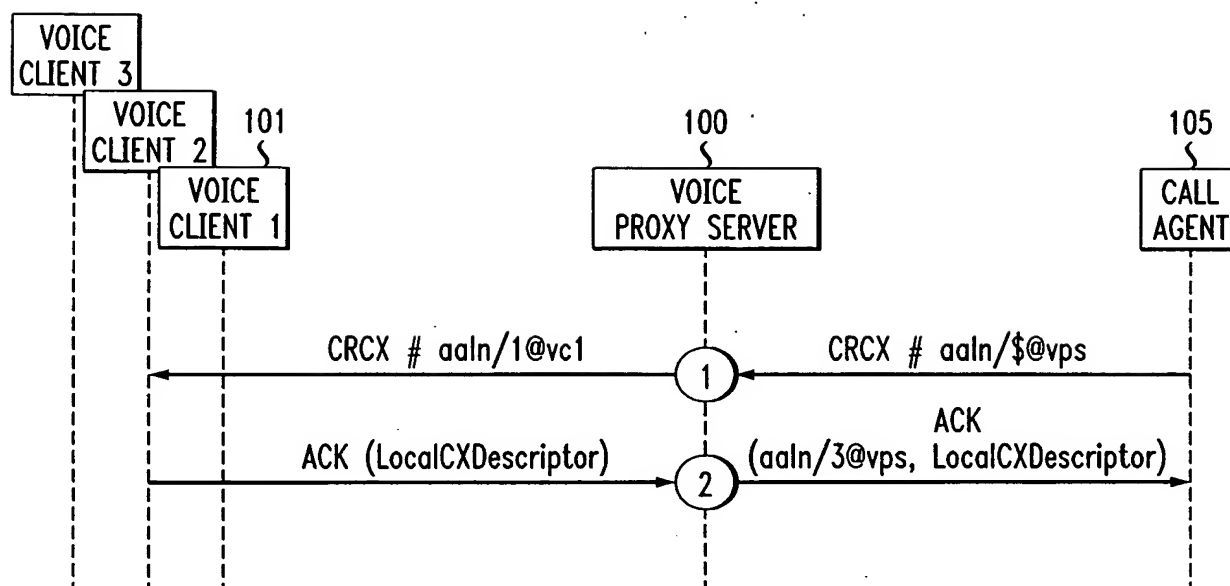 VOICE
CLIENT 3
VOICE
CLIENT 2
101
VOICE
CLIENT 1
100
VOICE
PROXY SERVER
105
CALL
AGENT
CRCX # aaln/1@vc1
1
CRCX # aaln/$@vps
ACK (LocalCXDescriptor)
2
ACK
(aaln/3@vps, LocalCXDescriptor)